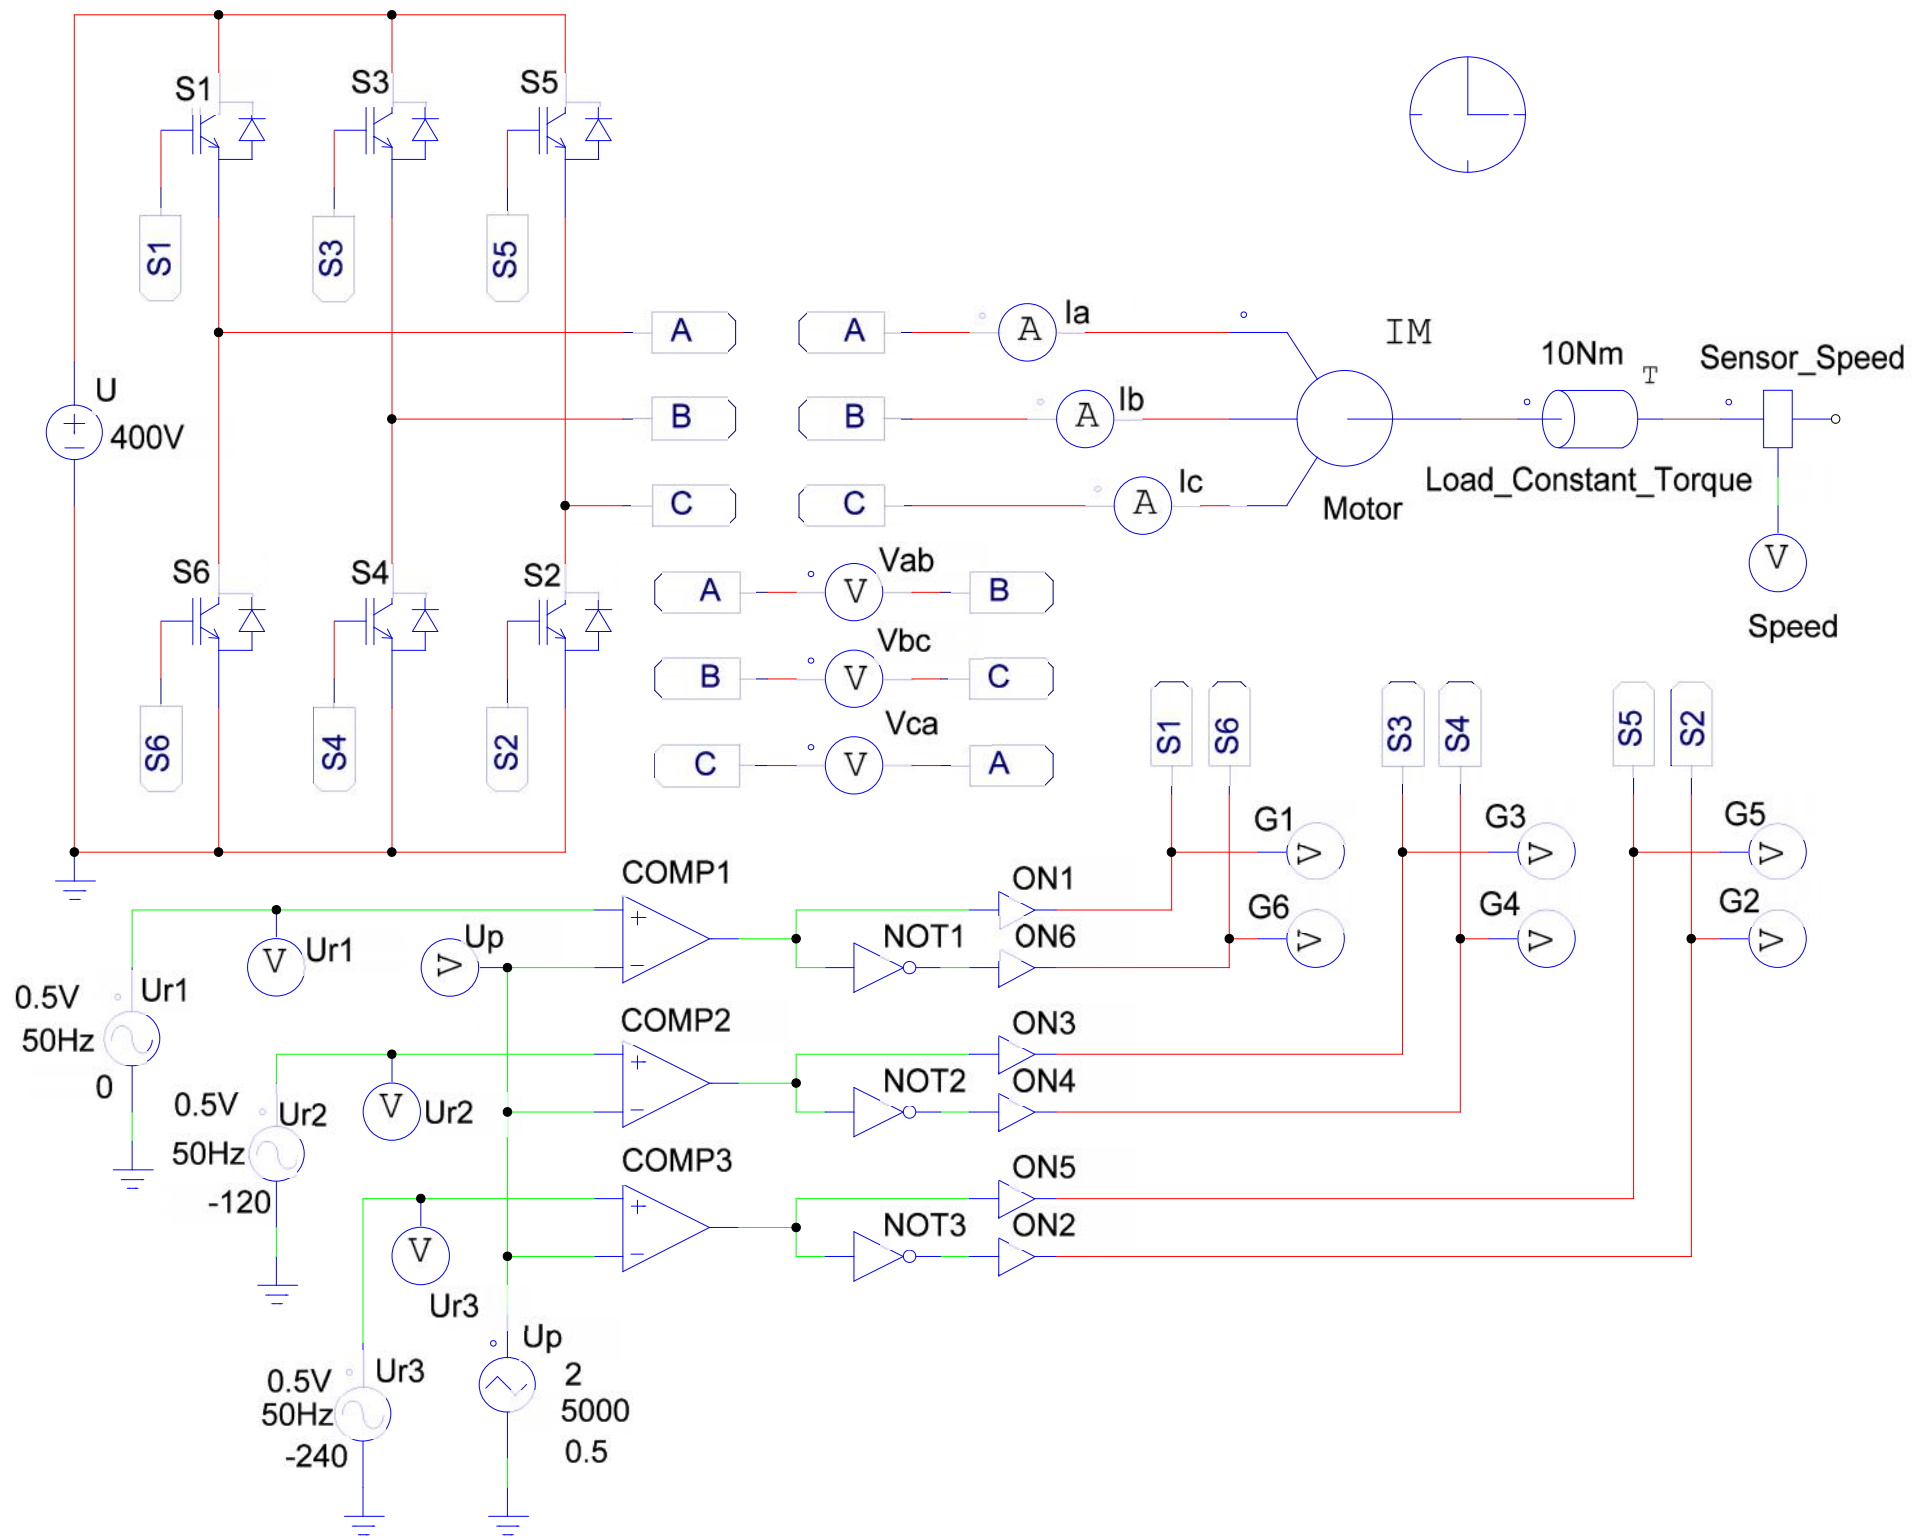 S1
S3
S5
S1
S3
S5
U
400V
A
B
C
A
B
C
A
Ia
A
Ib
A
Ic
IM
Motor
10Nm
T
Load_Constant_Torque
Sensor_Speed
V
Speed
S6
S4
S2
S6
S4
S2
Vab
A
V
B
Vbc
B
V
C
Vca
C
V
A
S1
S6
S3
S4
S5
S2
G1
V
G3
V
G5
V
G6
V
G4
V
G2
V
COMP1
ON1
NOT1
ON6
Up
V
V
Ur1
0.5V
Ur1
50Hz
0
COMP2
ON3
NOT2
ON4
0.5V
Ur2
50Hz
-120
V
Ur2
COMP3
ON5
NOT3
ON2
V
Ur3
0.5V
Ur3
50Hz
-240
Up
2
5000
0.5